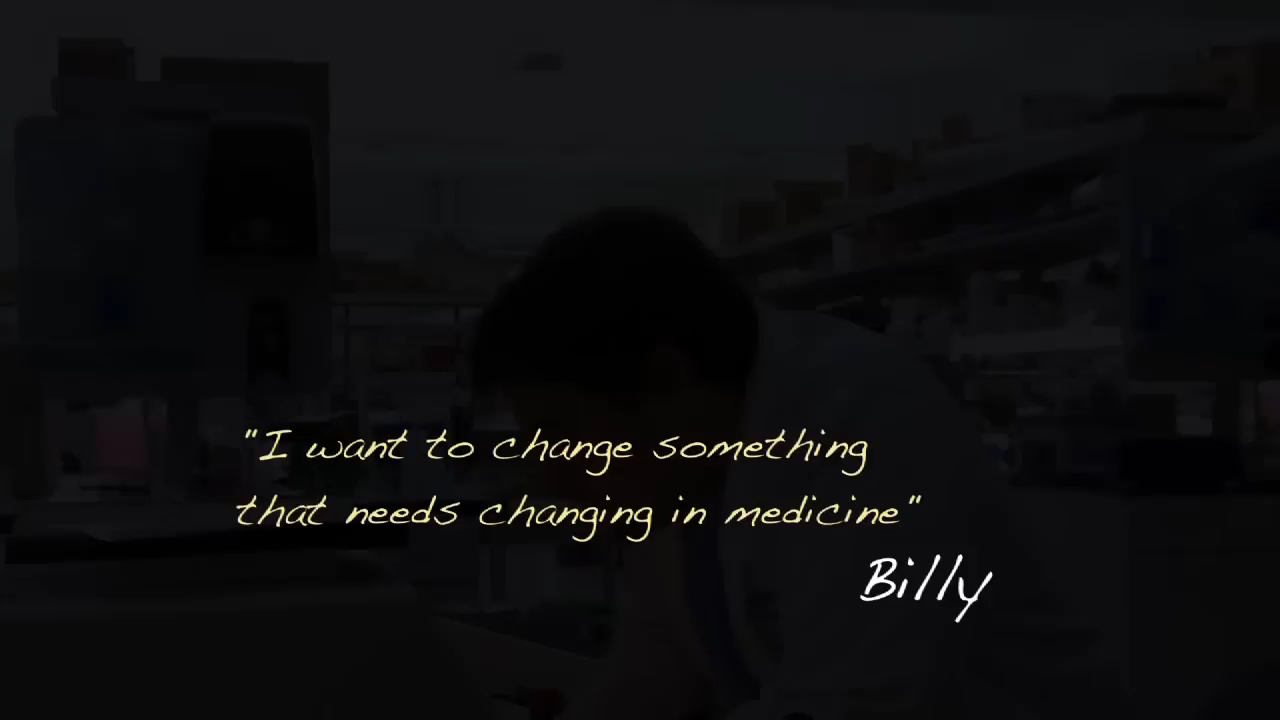 "I want to change something
that needs changing in medicine"
Billy